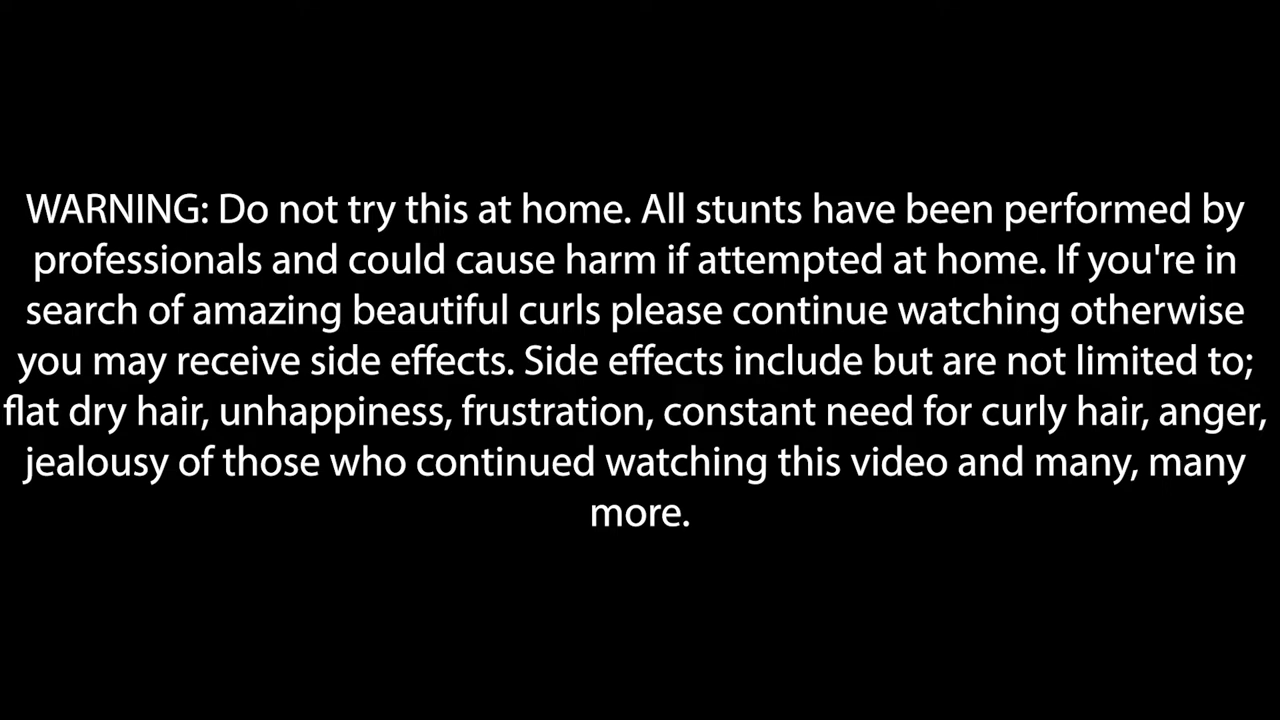 WARNING: Do not try this at home. All stunts have been performed by
professionals and could cause harm if attempted at home. If you're in
search of amazing beautiful curls please continue watching otherwise
you may receive side effects. Side effects include but are not limited to;
flat dry hair, unhappiness, frustration, constant need for curly hair, anger,
jealousy of those who continued watching this video and many, many
more.